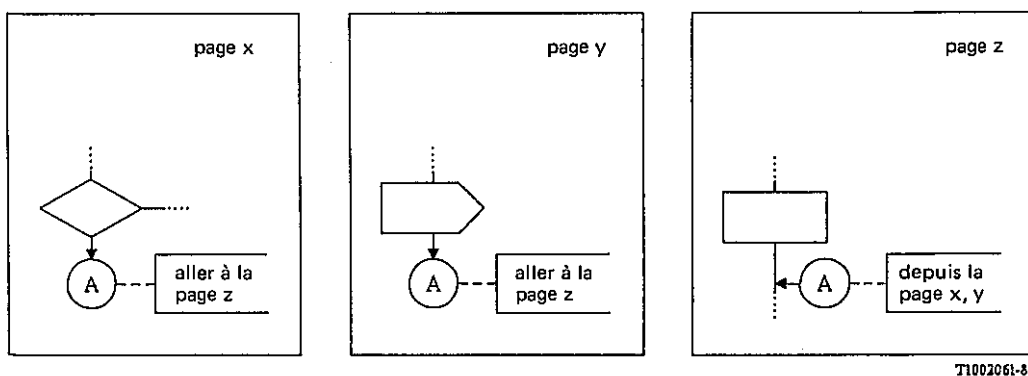 page x
A
aller à la
page z
page y
A
aller à la
page z
page z
A
depuis la
page x, y
T1002061-8